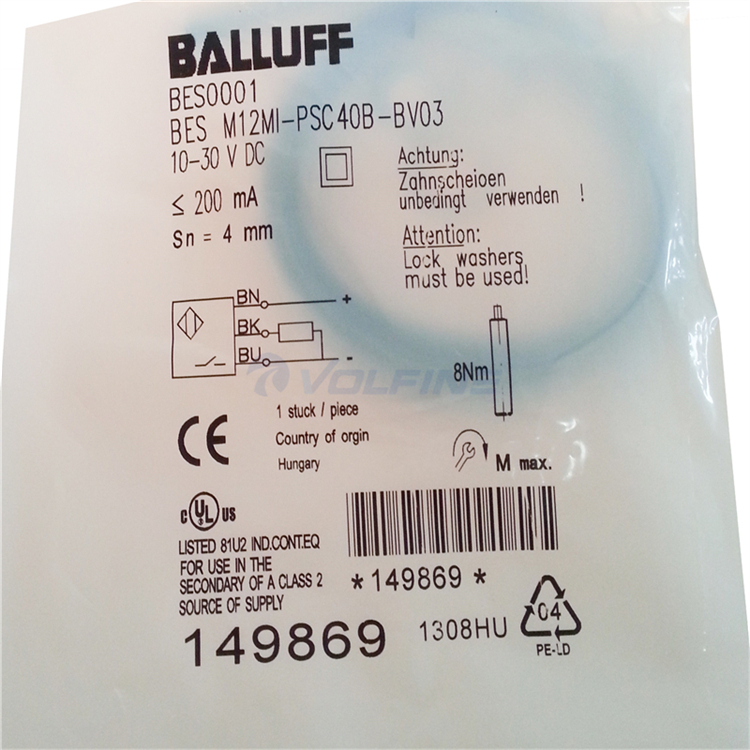 BALLUFF
BES0001
BES M12MI-PSC40B-BV03
10-30 V DC
≤ 200 mA
Sn = 4 mm
Achtung:
Zahnscheioen
unbedingt verwenden !
Attention:
Lock washers
must be used!
BN +
BK
BU -
8Nm
VOLFINS
1 stuck / piece
Country of orgin
Hungary
CE
M max.
c UL us
LISTED 81U2 IND.CONT.EQ
FOR USE IN THE
SECONDARY OF A CLASS 2
SOURCE OF SUPPLY
*149869*
149869
1308HU
04
PE-LD